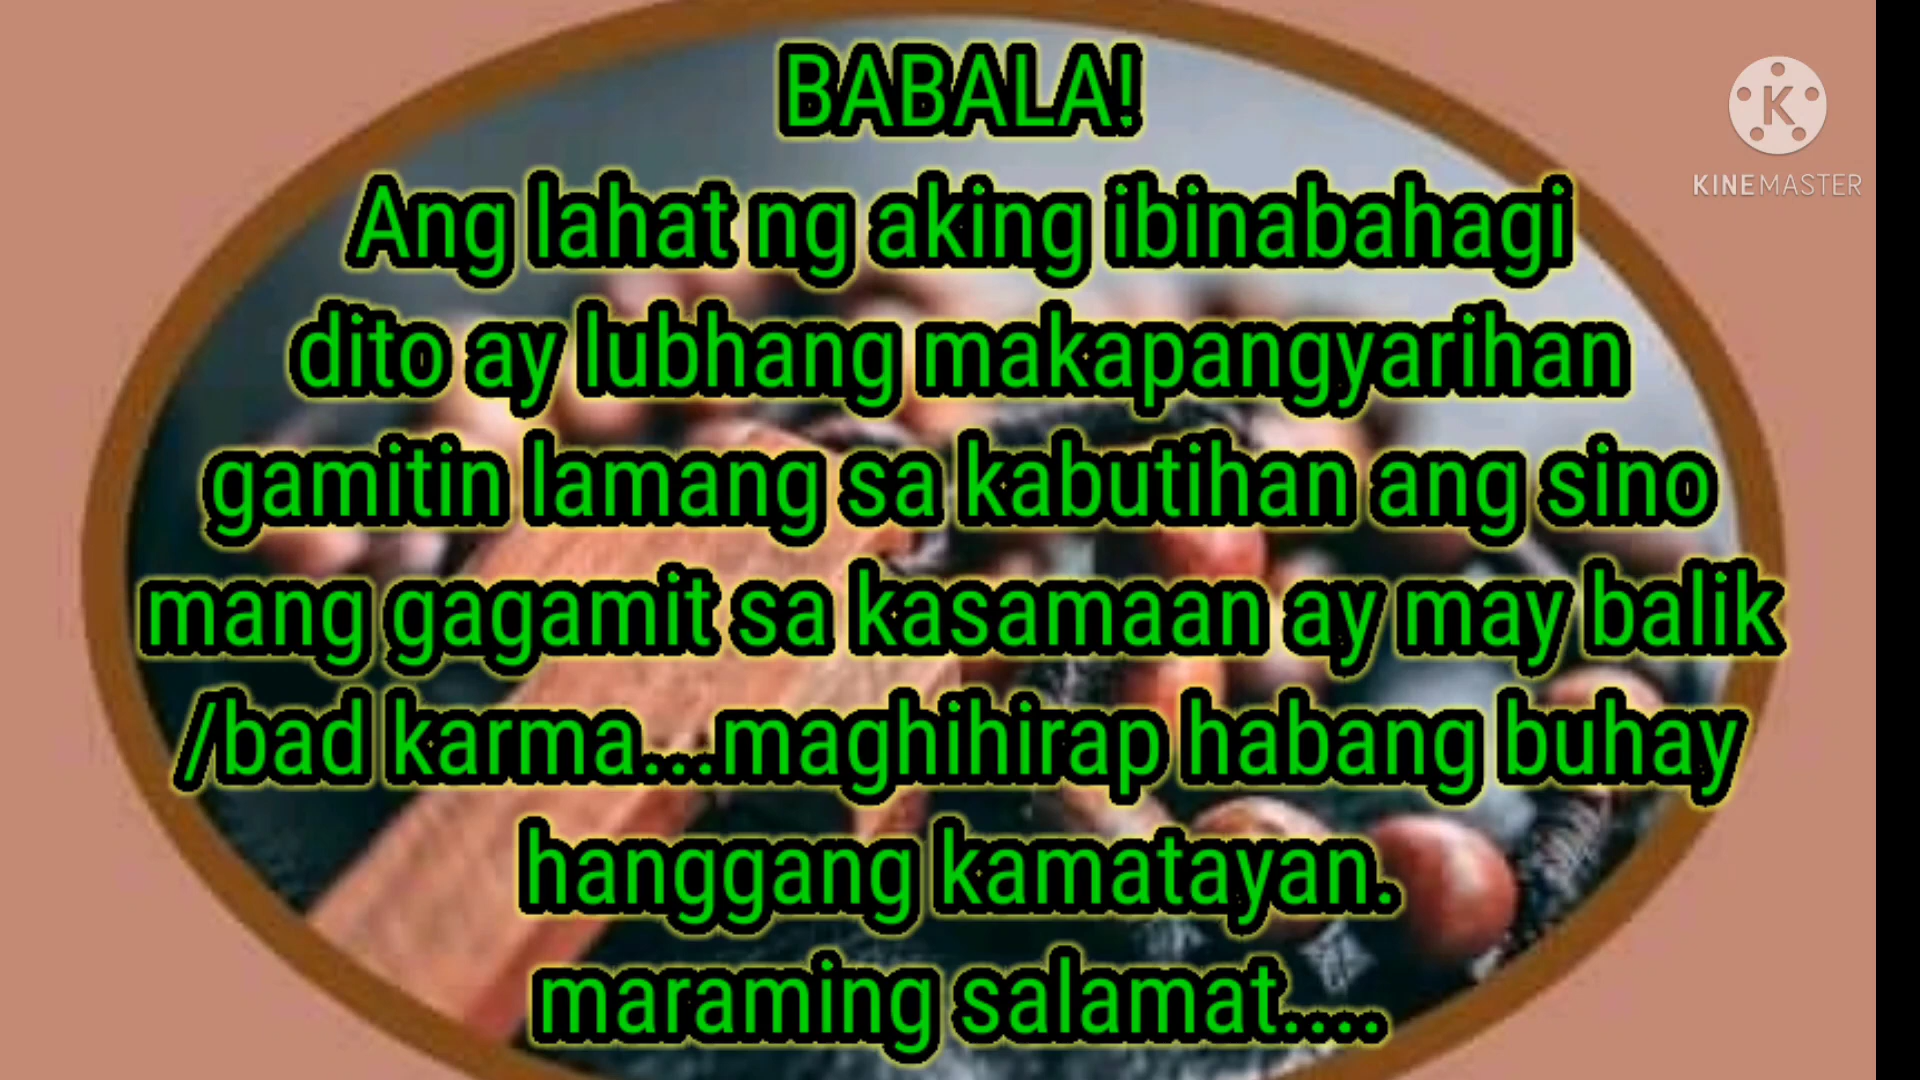 BABALA!
Ang lahat ng aking ibinabahagi
dito ay lubhang makapangyarihan
gamitin lamang sa kabutihan ang sino
mang gagamit sa kasamaan ay may balik
/bad karma...maghihirap habang buhay
hanggang kamatayan.
maraming salamat....
K
KINEMASTER